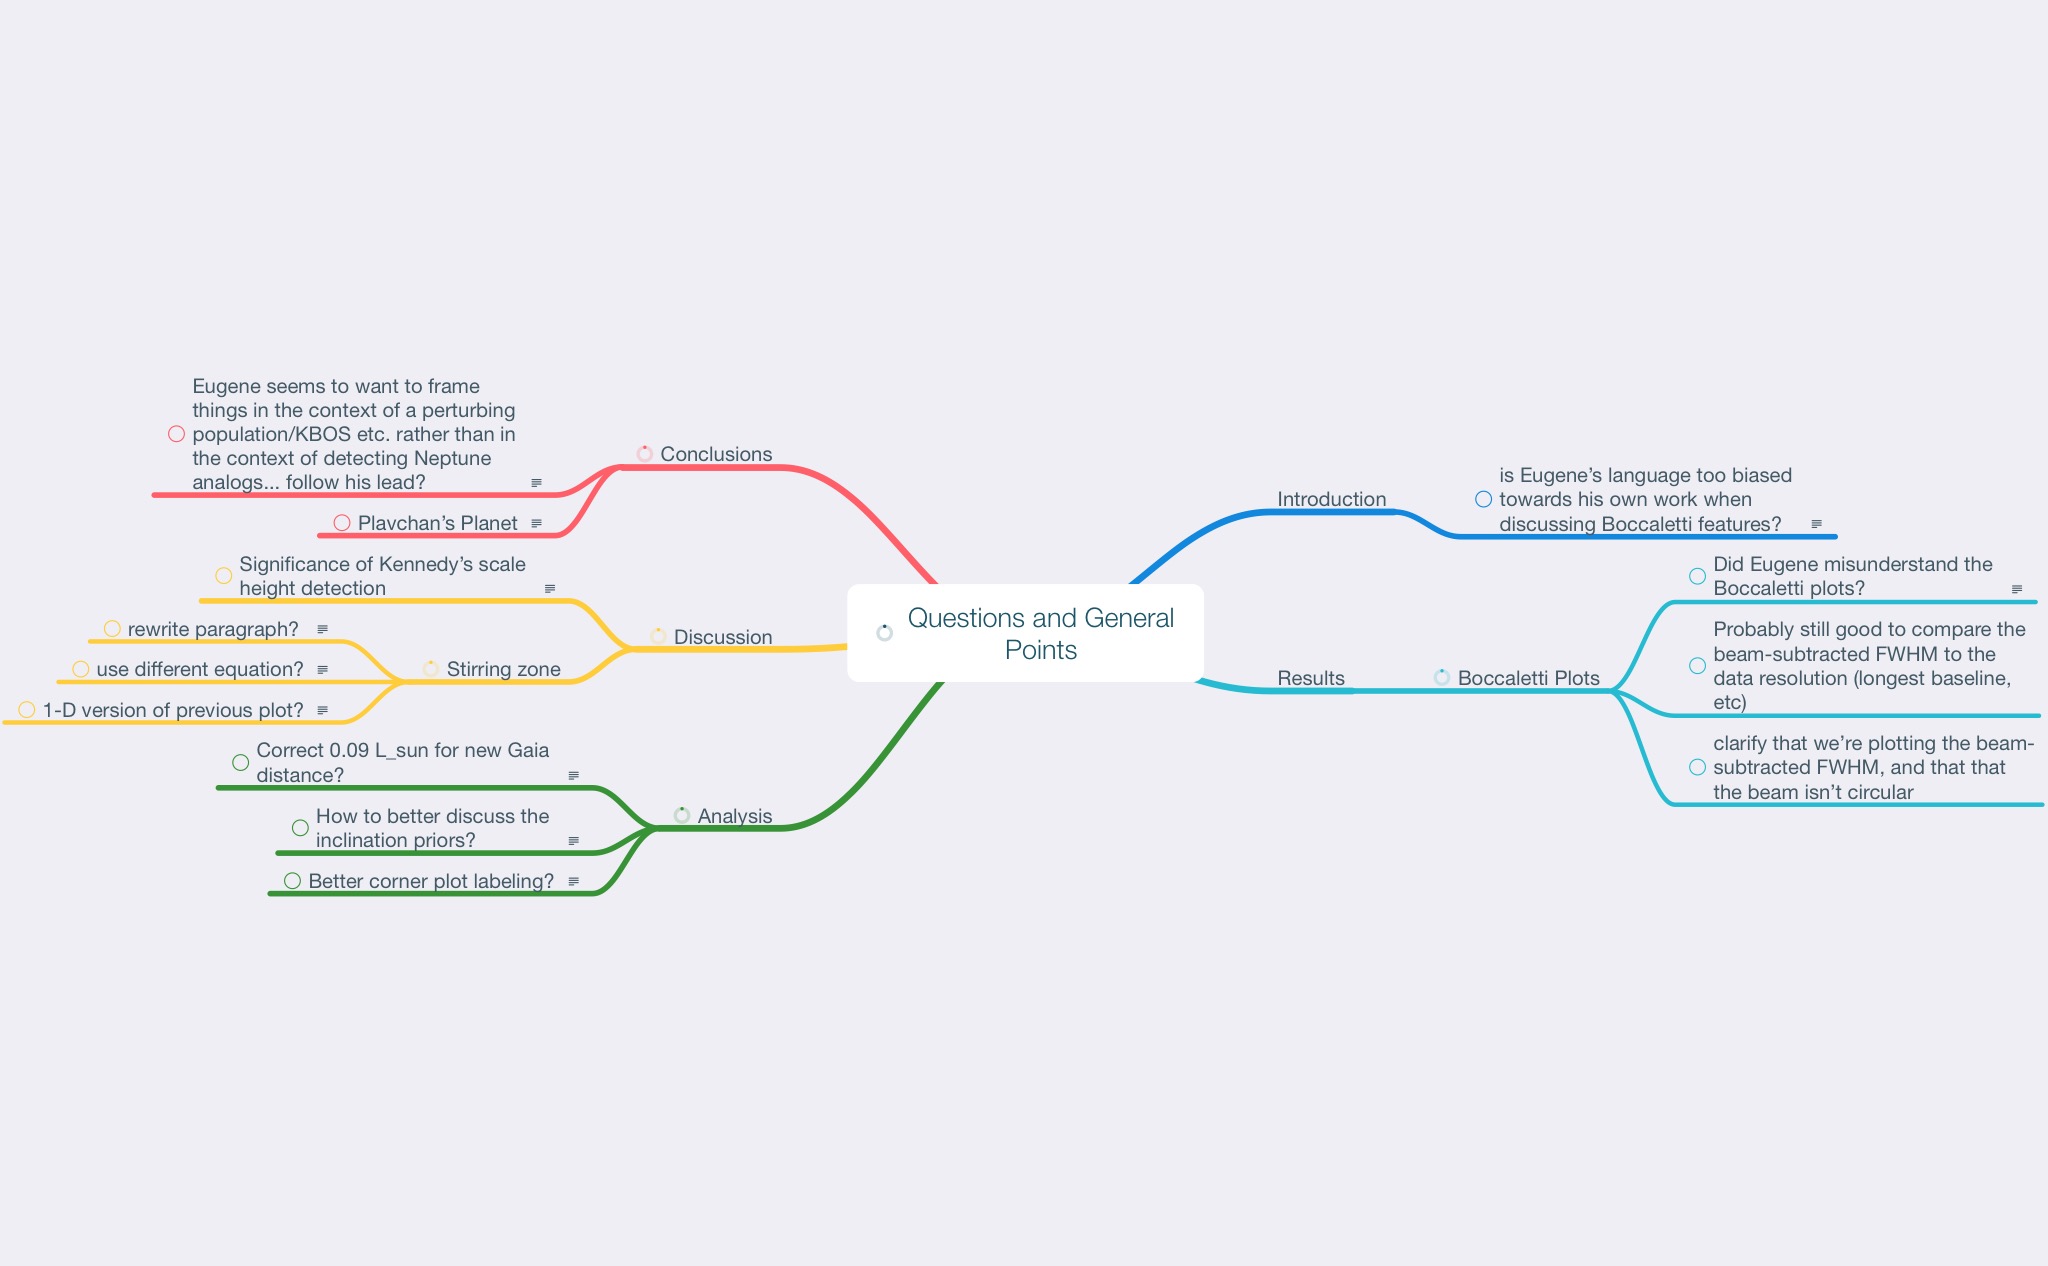 Questions and General
Points
Introduction
is Eugene’s language too biased
towards his own work when
discussing Boccaletti features?
Results
Boccaletti Plots
Did Eugene misunderstand the
Boccaletti plots?
Probably still good to compare the
beam-subtracted FWHM to the
data resolution (longest baseline,
etc)
clarify that we’re plotting the beam-
subtracted FWHM, and that that
the beam isn’t circular
Conclusions
Eugene seems to want to frame
things in the context of a perturbing
population/KBOS etc. rather than in
the context of detecting Neptune
analogs... follow his lead?
Plavchan’s Planet
Discussion
Significance of Kennedy’s scale
height detection
Stirring zone
rewrite paragraph?
use different equation?
1-D version of previous plot?
Analysis
Correct 0.09 L_sun for new Gaia
distance?
How to better discuss the
inclination priors?
Better corner plot labeling?